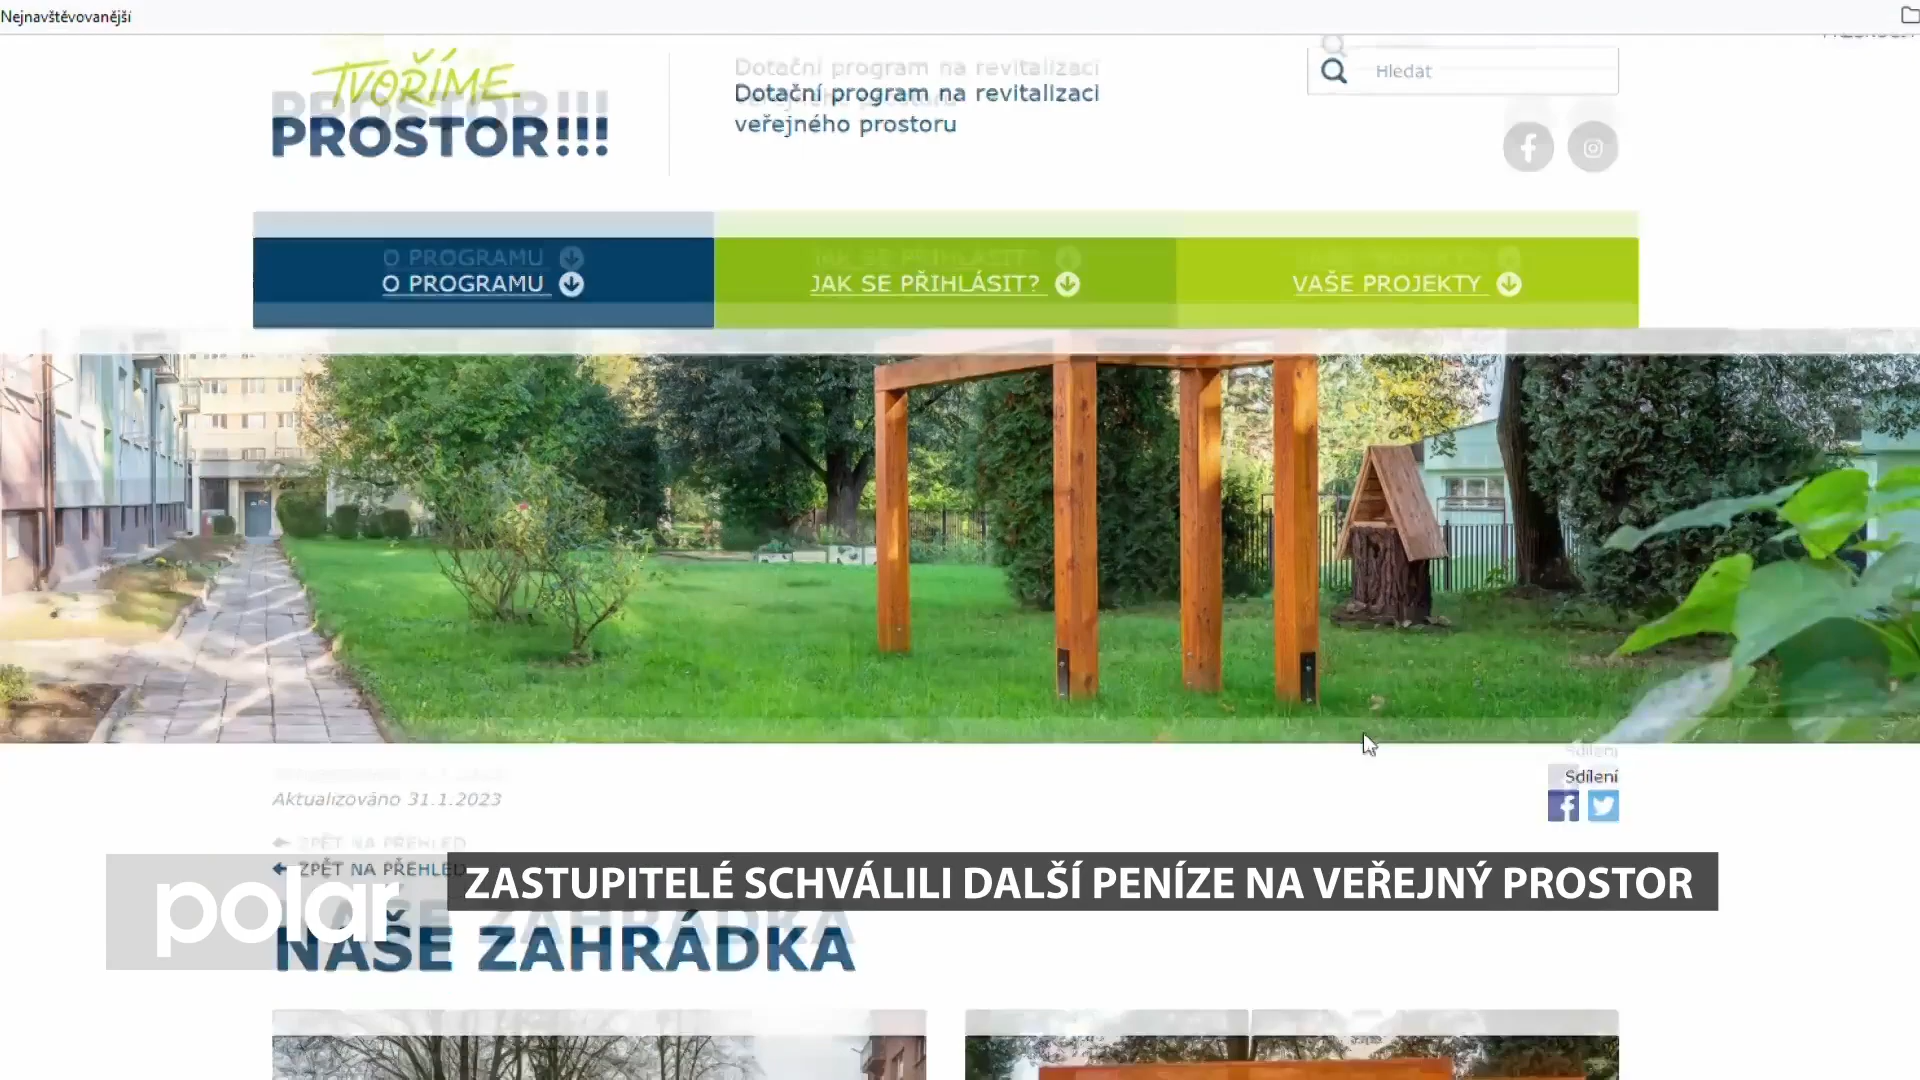 Nejnavštěvovanější
TVOŘÍME
PROSTOR!!!
Dotační program na revitalizaci
veřejného prostoru
Hledat
O PROGRAMU
JAK SE PŘIHLÁSIT?
VAŠE PROJEKTY
Sdílení
Aktualizováno 31.1.2023
ZPĚT NA PŘEHLED
polar
ZASTUPITELÉ SCHVÁLILI DALŠÍ PENÍZE NA VEŘEJNÝ PROSTOR
NAŠE ZAHRÁDKA